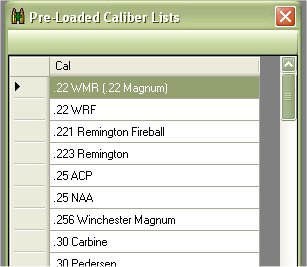 Pre-Loaded Caliber Lists
Cal
.22 WMR (.22 Magnum)
.22 WRF
.221 Remington Fireball
.223 Remington
.25 ACP
.25 NAA
.256 Winchester Magnum
.30 Carbine
.30 Pedersen